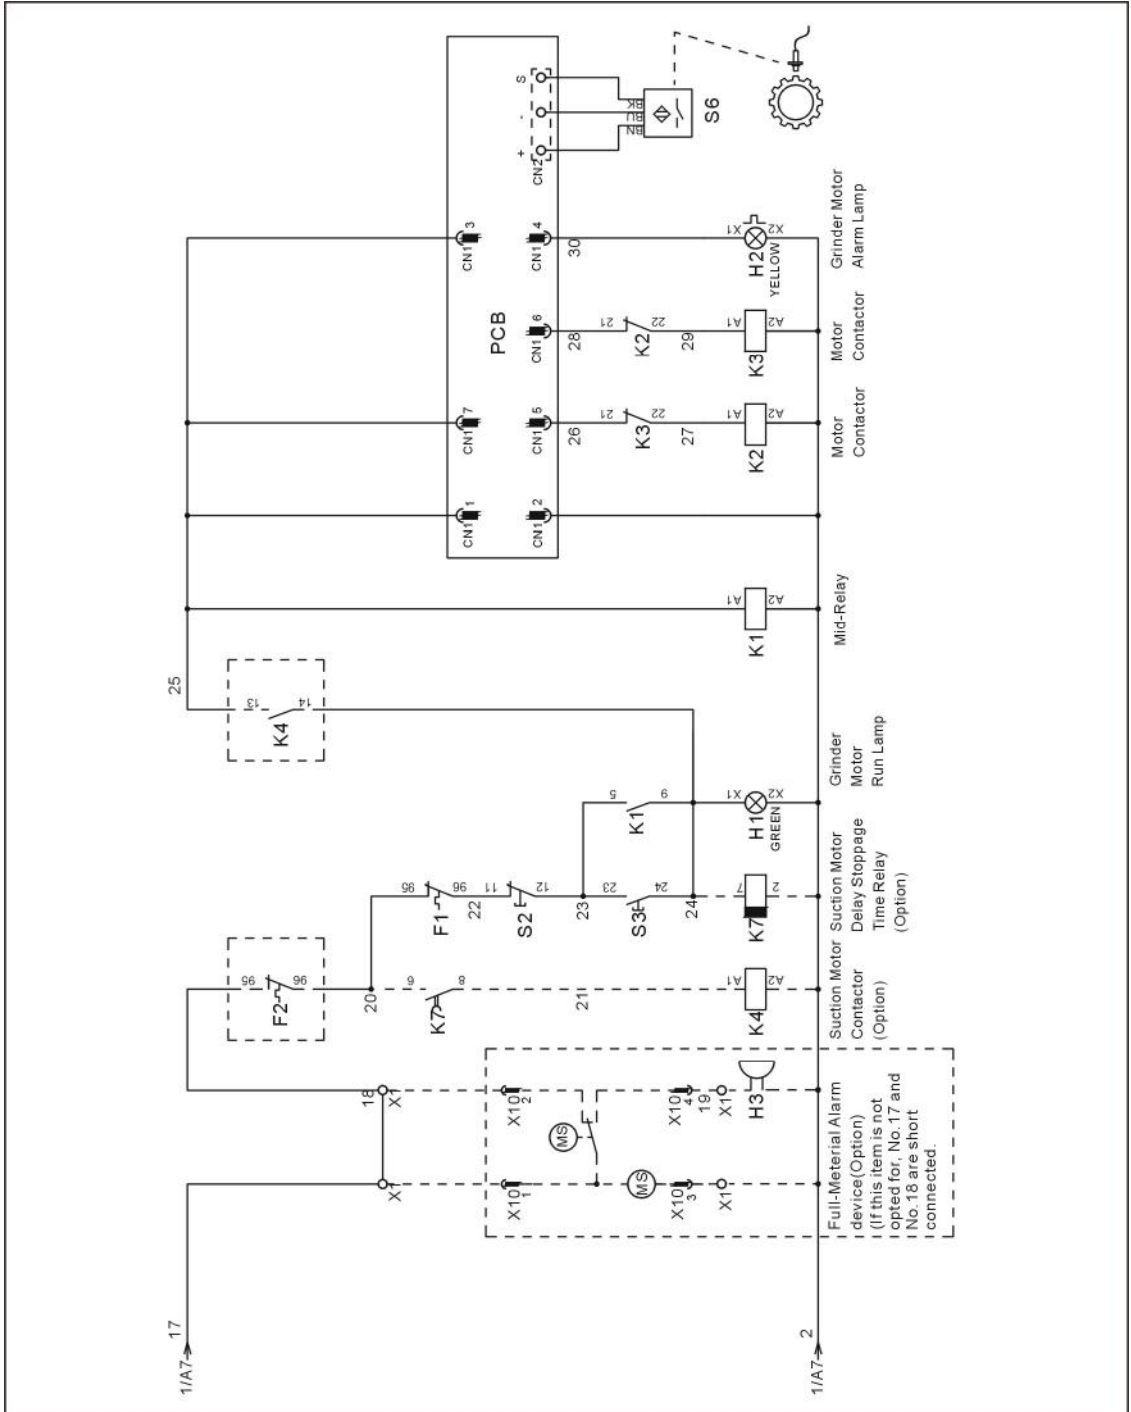 1/A7
17
1/A7
2
X1
18
X1
X10
1
X10
2
MS
MS
X10
3
X1
X10
4
19
X1
H3
Full-Meterial Alarm
device(Option)
(If this item is not
opted for, No.17 and
No.18 are short
connected.
F2
95
96
20
K7
6
8
21
K4
A1
A2
Suction Motor
Contactor
(Option)
F1
95
96
22
S2
11
12
23
S3
23
24
24
K7
7
2
Suction Motor
Delay Stoppage
Time Relay
(Option)
K1
5
9
H1
GREEN
X1
X2
Grinder
Motor
Run Lamp
K4
13
14
25
K1
A1
A2
Mid-Relay
PCB
CN1
1
CN1
2
CN1
7
CN1
5
26
K3
21
22
27
K2
A1
A2
Motor
Contactor
CN1
6
28
K2
21
22
29
K3
A1
A2
Motor
Contactor
CN1
3
CN1
4
30
H2
YELLOW
X1
X2
Grinder Motor
Alarm Lamp
CN2
+
-
S
BN
BU
BK
S6